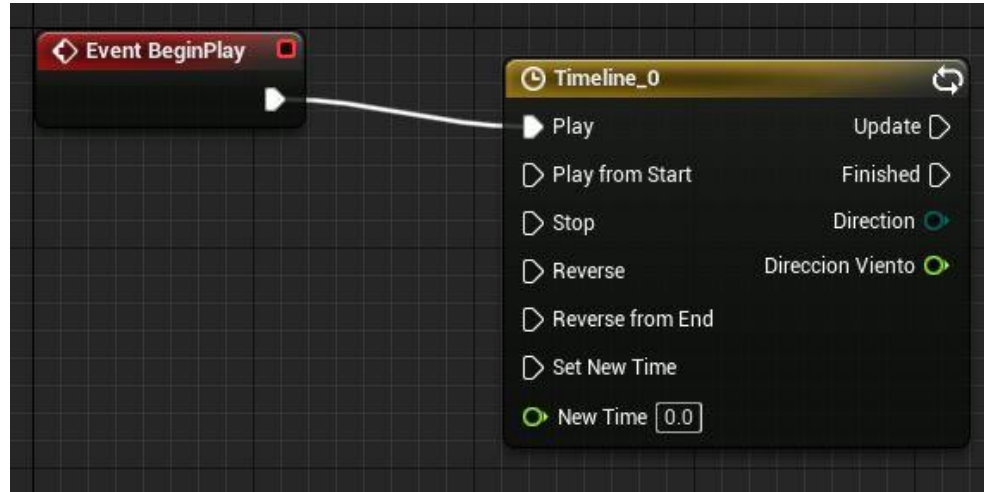 Event BeginPlay
Timeline_0
Play
Update
Play from Start
Finished
Stop
Direction
Reverse
Direccion Viento
Reverse from End
Set New Time
New Time 0.0